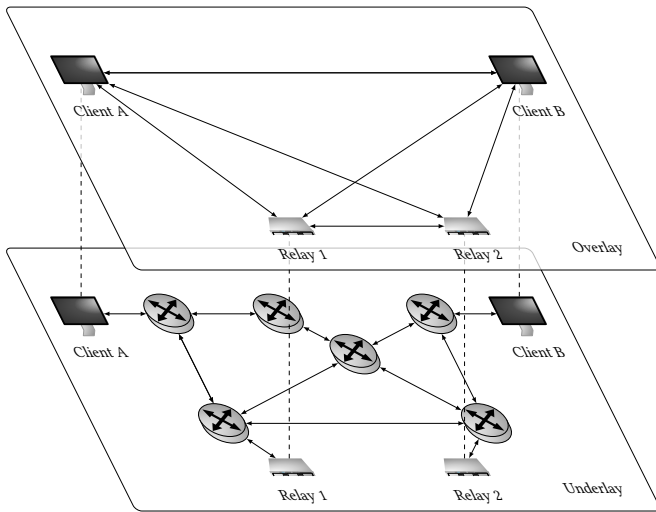 Client A
Client B
Relay 1
Relay 2
Overlay
Client A
Client B
Relay 1
Relay 2
Underlay